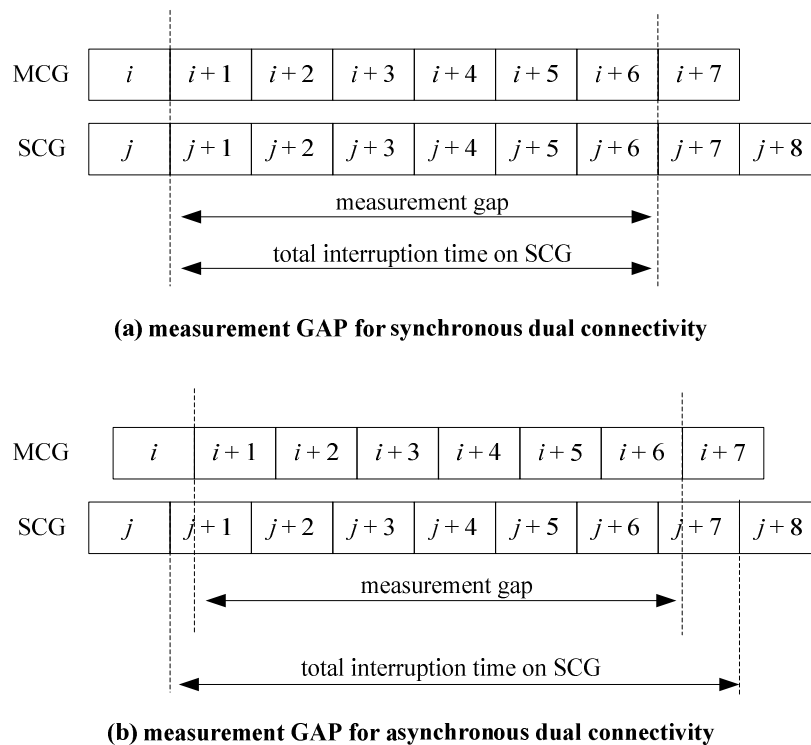 MCG i i + 1 i + 2 i + 3 i + 4 i + 5 i + 6 i + 7
SCG j j + 1 j + 2 j + 3 j + 4 j + 5 j + 6 j + 7 j + 8
measurement gap
total interruption time on SCG
(a) measurement GAP for synchronous dual connectivity
MCG i i + 1 i + 2 i + 3 i + 4 i + 5 i + 6 i + 7
SCG j j + 1 j + 2 j + 3 j + 4 j + 5 j + 6 j + 7 j + 8
measurement gap
total interruption time on SCG
(b) measurement GAP for asynchronous dual connectivity